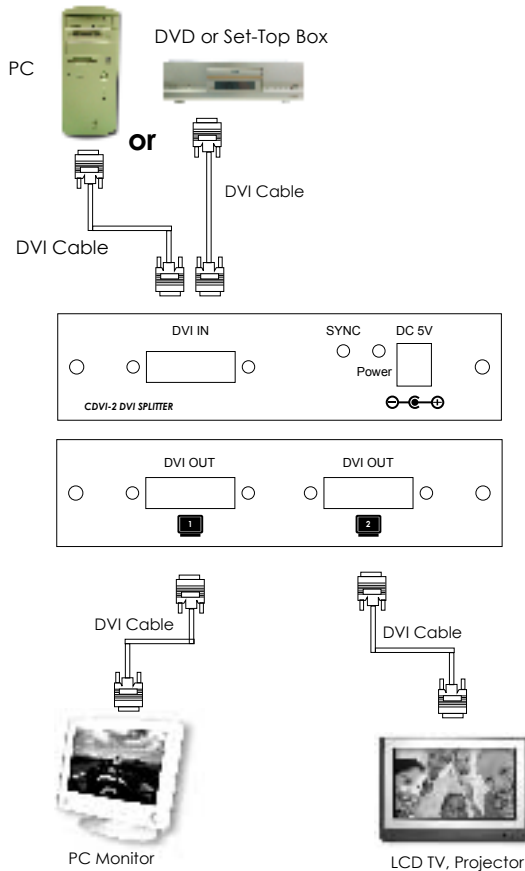 DVD or Set-Top Box
PC
or
DVI Cable
DVI Cable
DVI IN
SYNC
DC 5V
Power
CDVI-2 DVI SPLITTER
DVI OUT
DVI OUT
1
2
DVI Cable
DVI Cable
PC Monitor
LCD TV, Projector